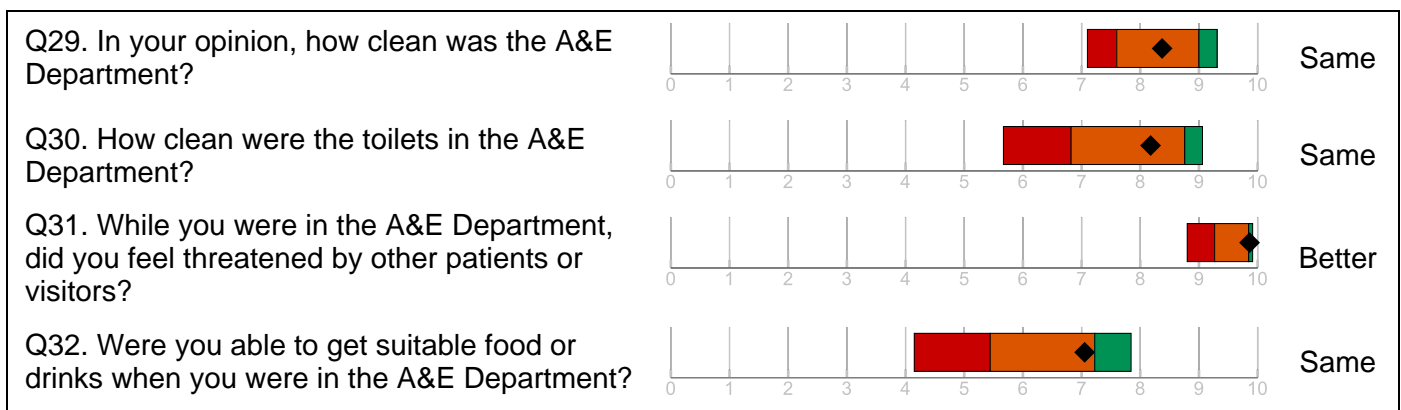 Q29. In your opinion, how clean was the A&E
Department?
0 1 2 3 4 5 6 7 8 9 10
Same
Q30. How clean were the toilets in the A&E
Department?
0 1 2 3 4 5 6 7 8 9 10
Same
Q31. While you were in the A&E Department,
did you feel threatened by other patients or
visitors?
0 1 2 3 4 5 6 7 8 9 10
Better
Q32. Were you able to get suitable food or
drinks when you were in the A&E Department?
0 1 2 3 4 5 6 7 8 9 10
Same